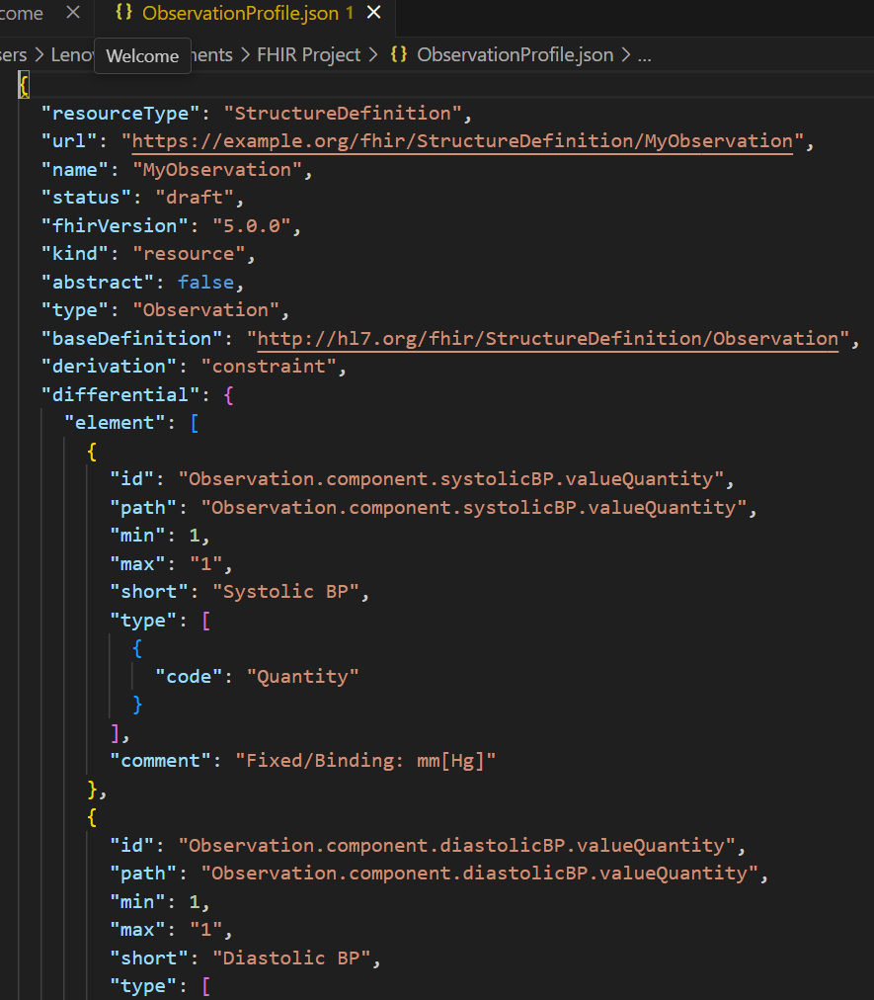 come × {} ObservationProfile.json 1 ×
sers > Leno Welcome nents > FHIR Project > {} ObservationProfile.json > ...
{
"resourceType": "StructureDefinition",
"url": "https://example.org/fhir/StructureDefinition/MyObservation",
"name": "MyObservation",
"status": "draft",
"fhirVersion": "5.0.0",
"kind": "resource",
"abstract": false,
"type": "Observation",
"baseDefinition": "http://hl7.org/fhir/StructureDefinition/Observation",
"derivation": "constraint",
"differential": {
"element": [
{
"id": "Observation.component.systolicBP.valueQuantity",
"path": "Observation.component.systolicBP.valueQuantity",
"min": 1,
"max": "1",
"short": "Systolic BP",
"type": [
{
"code": "Quantity"
}
],
"comment": "Fixed/Binding: mm[Hg]"
},
{
"id": "Observation.component.diastolicBP.valueQuantity",
"path": "Observation.component.diastolicBP.valueQuantity",
"min": 1,
"max": "1",
"short": "Diastolic BP",
"type": [